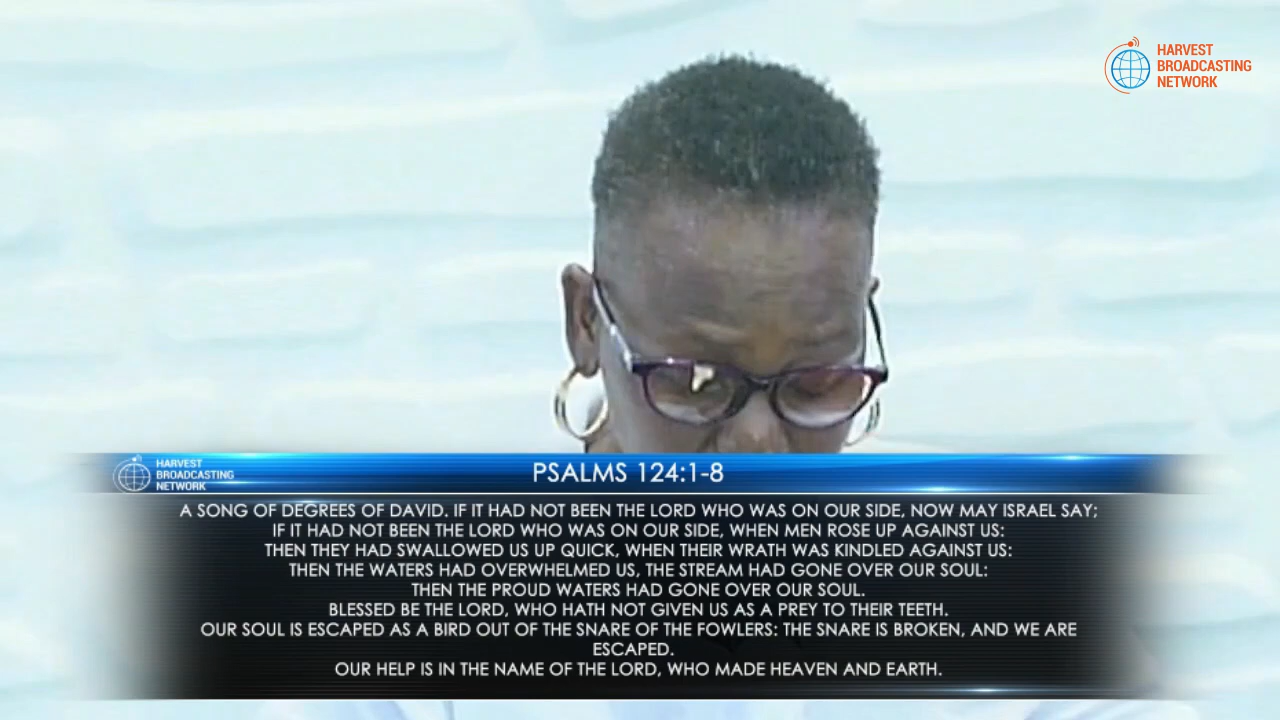 HARVEST
BROADCASTING
NETWORK
HARVEST
BROADCASTING
NETWORK
PSALMS 124:1-8
A SONG OF DEGREES OF DAVID. IF IT HAD NOT BEEN THE LORD WHO WAS ON OUR SIDE, NOW MAY ISRAEL SAY;
IF IT HAD NOT BEEN THE LORD WHO WAS ON OUR SIDE, WHEN MEN ROSE UP AGAINST US:
THEN THEY HAD SWALLOWED US UP QUICK, WHEN THEIR WRATH WAS KINDLED AGAINST US:
THEN THE WATERS HAD OVERWHELMED US, THE STREAM HAD GONE OVER OUR SOUL:
THEN THE PROUD WATERS HAD GONE OVER OUR SOUL.
BLESSED BE THE LORD, WHO HATH NOT GIVEN US AS A PREY TO THEIR TEETH.
OUR SOUL IS ESCAPED AS A BIRD OUT OF THE SNARE OF THE FOWLERS: THE SNARE IS BROKEN, AND WE ARE
ESCAPED.
OUR HELP IS IN THE NAME OF THE LORD, WHO MADE HEAVEN AND EARTH.